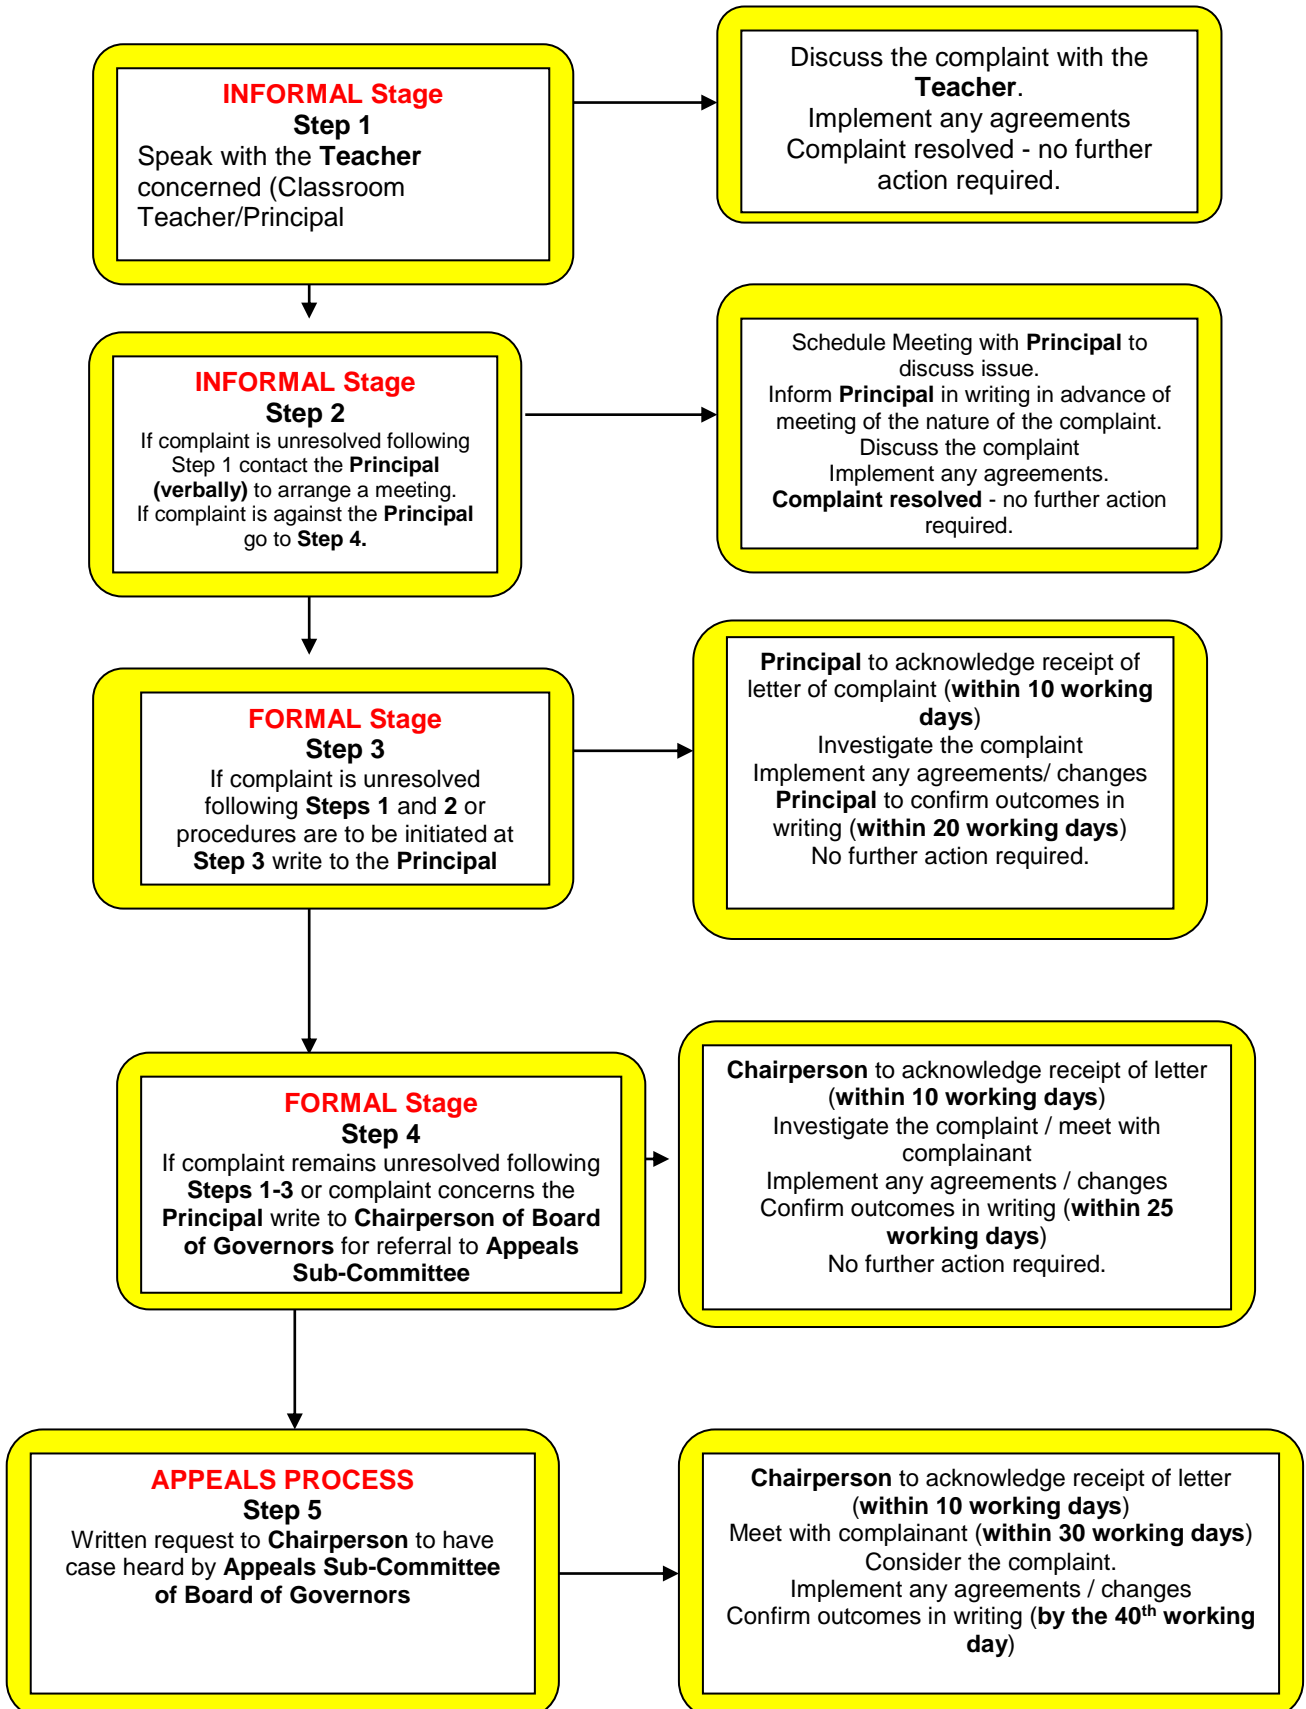 INFORMAL Stage
Step 1
Speak with the Teacher
concerned (Classroom
Teacher/Principal
Discuss the complaint with the
Teacher.
Implement any agreements
Complaint resolved - no further
action required.
INFORMAL Stage
Step 2
If complaint is unresolved following
Step 1 contact the Principal
(verbally) to arrange a meeting.
If complaint is against the Principal
go to Step 4.
Schedule Meeting with Principal to
discuss issue.
Inform Principal in writing in advance of
meeting of the nature of the complaint.
Discuss the complaint
Implement any agreements.
Complaint resolved - no further action
required.
FORMAL Stage
Step 3
If complaint is unresolved
following Steps 1 and 2 or
procedures are to be initiated at
Step 3 write to the Principal
Principal to acknowledge receipt of
letter of complaint (within 10 working
days)
Investigate the complaint
Implement any agreements/ changes
Principal to confirm outcomes in
writing (within 20 working days)
No further action required.
FORMAL Stage
Step 4
If complaint remains unresolved following
Steps 1-3 or complaint concerns the
Principal write to Chairperson of Board
of Governors for referral to Appeals
Sub-Committee
Chairperson to acknowledge receipt of letter
(within 10 working days)
Investigate the complaint / meet with
complainant
Implement any agreements / changes
Confirm outcomes in writing (within 25
working days)
No further action required.
APPEALS PROCESS
Step 5
Written request to Chairperson to have
case heard by Appeals Sub-Committee
of Board of Governors
Chairperson to acknowledge receipt of letter
(within 10 working days)
Meet with complainant (within 30 working days)
Consider the complaint.
Implement any agreements / changes
Confirm outcomes in writing (by the 40th working
day)